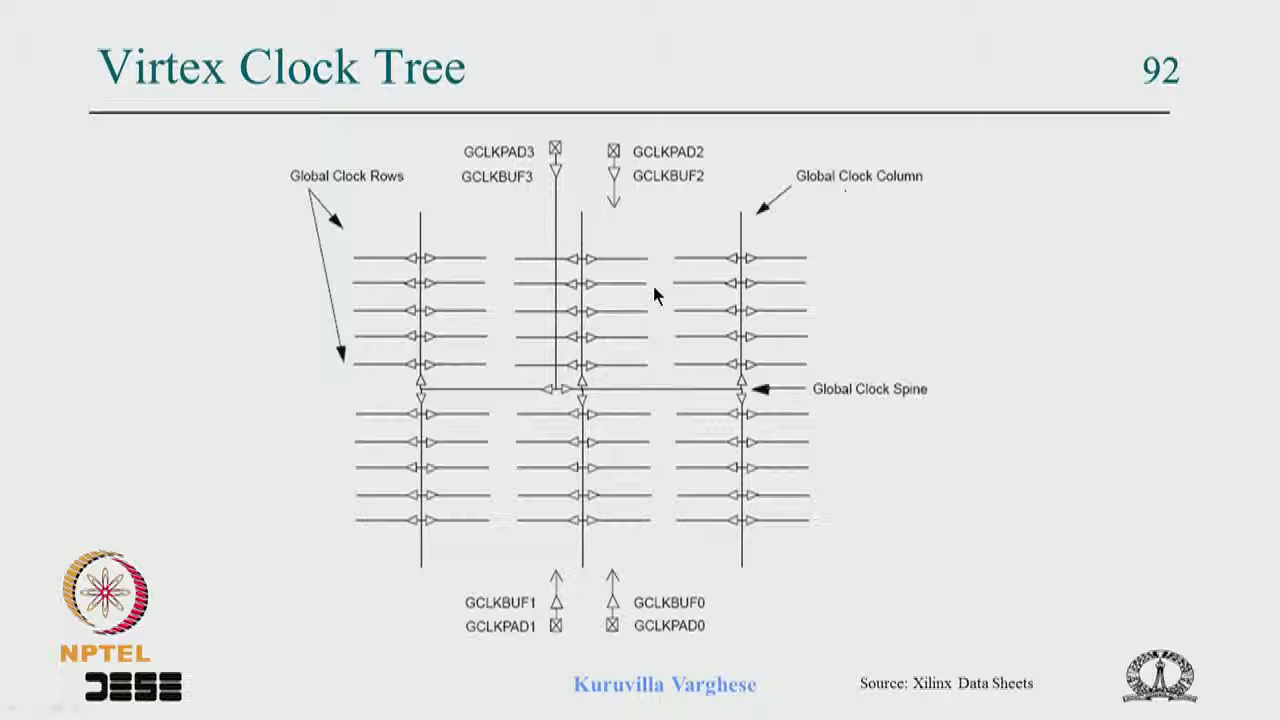 Virtex Clock Tree
92
GCLKPAD3
GCLKPAD2
GCLKBUF3
GCLKBUF2
Global Clock Rows
Global Clock Column
Global Clock Spine
GCLKBUF1
GCLKBUF0
GCLKPAD1
GCLKPAD0
NPTEL
DESE
Kuruvilla Varghese
Source: Xilinx Data Sheets